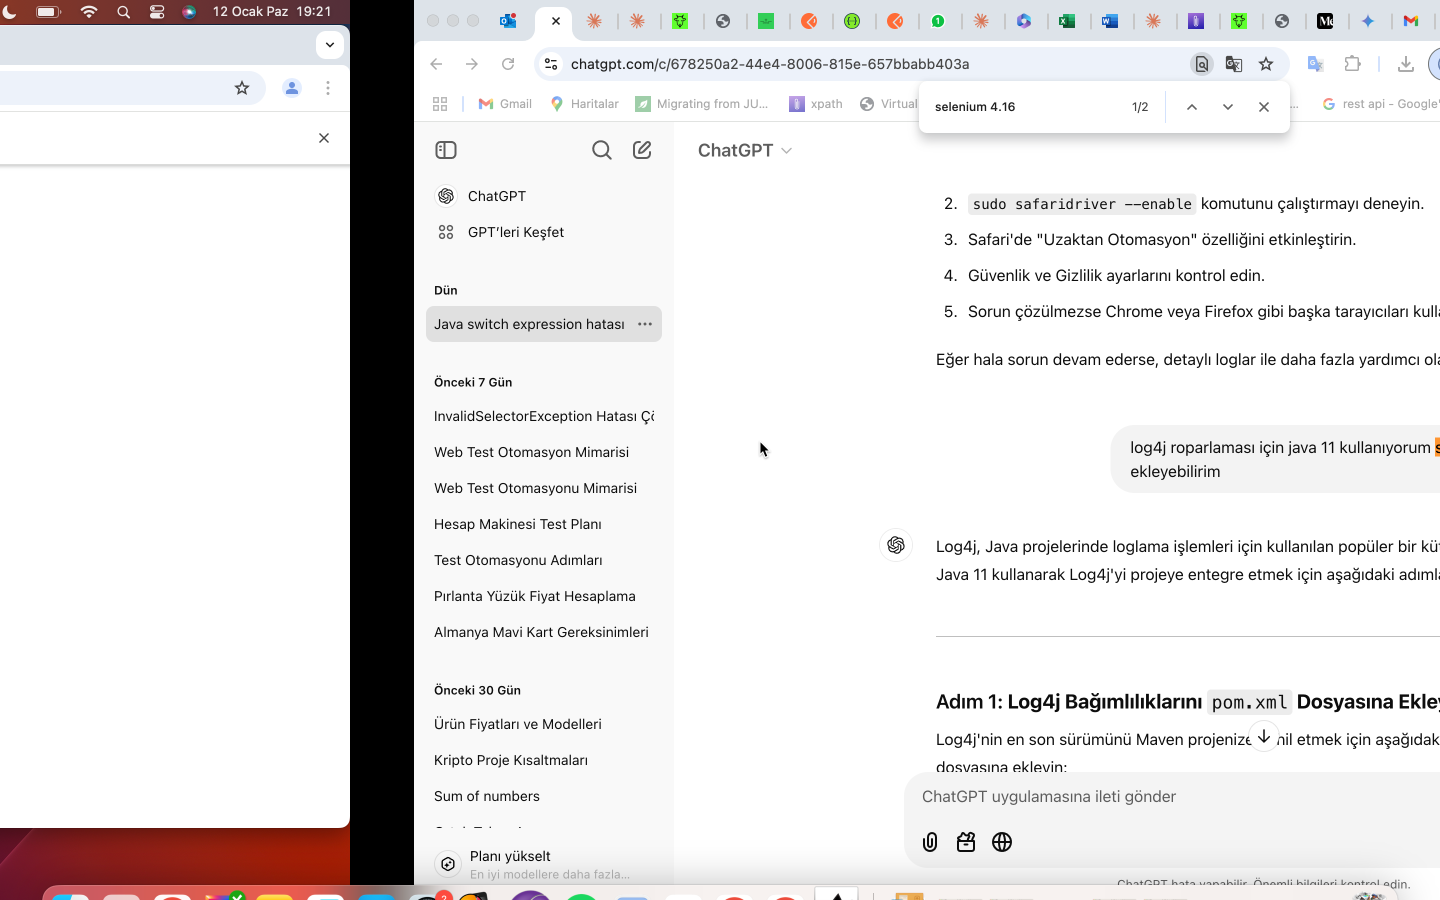 12 Ocak Paz 19:21
chatgpt.com/c/678250a2-44e4-8006-815e-657bbabb403a
Gmail
Haritalar
Migrating from JU...
xpath
Virtual
rest api - Google'
selenium 4.16
1/2
ChatGPT
GPT'leri Keşfet
Dün
Java switch expression hatası
Önceki 7 Gün
InvalidSelectorException Hatası
Web Test Otomasyon Mimarisi
Web Test Otomasyonu Mimarisi
Hesap Makinesi Test Planı
Test Otomasyonu Adımları
Pırlanta Yüzük Fiyat Hesaplama
Almanya Mavi Kart Gereksinimleri
Önceki 30 Gün
Ürün Fiyatları ve Modelleri
Kripto Proje Kısaltmaları
Sum of numbers
Planı yükselt
En iyi modellere daha fazla...
ChatGPT
2. sudo safaridriver --enable komutunu çalıştırmayı deneyin.
3. Safari'de "Uzaktan Otomasyon" özelliğini etkinleştirin.
4. Güvenlik ve Gizlilik ayarlarını kontrol edin.
5. Sorun çözülmezse Chrome veya Firefox gibi başka tarayıcıları
Eğer hala sorun devam ederse, detaylı loglar ile daha fazla yardımcı
log4j roparlaması için java 11 kullanıyorum
ekleyebilirim
Log4j, Java projelerinde loglama işlemleri için kullanılan popüler bir
Java 11 kullanarak Log4j'yi projeye entegre etmek için aşağıdaki
Adım 1: Log4j Bağımlılıklarını pom.xml Dosyasına
Log4j'nin en son sürümünü Maven projenize etmek için
dosyasına ekleyin:
ChatGPT uygulamasına ileti gönder
ChatGPT hata yapabilir. Önemli bilgileri kontrol edin.